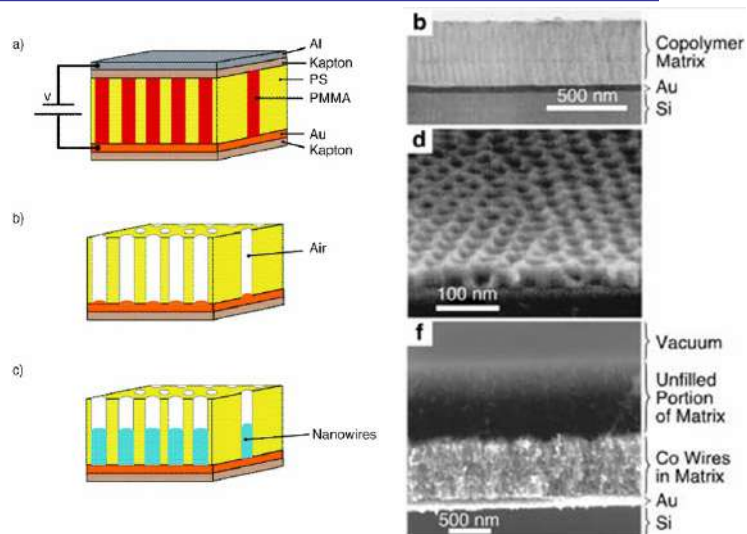 a)
Al
Kapton
PS
PMMA
Au
Kapton
V
b)
Air
c)
Nanowires
b
Copolymer
Matrix
Au
Si
500 nm
d
100 nm
f
Vacuum
Unfilled
Portion
of Matrix
Co Wires
in Matrix
Au
Si
500 nm